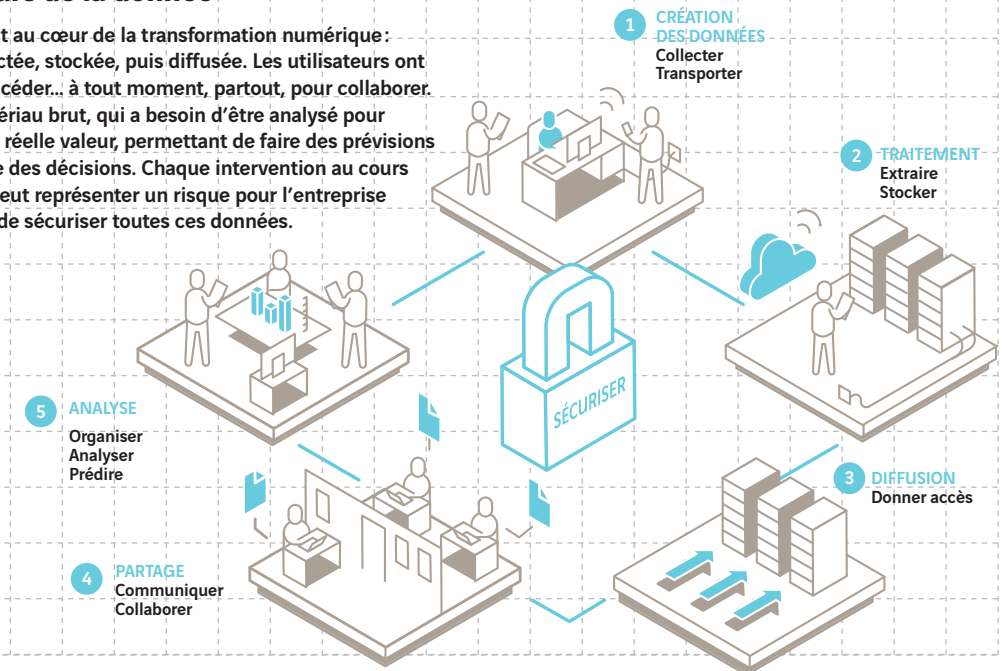 de la donnée
t au cœur de la transformation numérique :
ctée, stockée, puis diffusée. Les utilisateurs ont
céder... à tout moment, partout, pour collaborer.
ériau brut, qui a besoin d'être analysé pour
réelle valeur, permettant de faire des prévisions
e des décisions. Chaque intervention au cours
eut représenter un risque pour l'entreprise
de sécuriser toutes ces données.
1 CRÉATION
DES DONNÉES
Collecter
Transporter
2 TRAITEMENT
Extraire
Stocker
SÉCURISER
5 ANALYSE
Organiser
Analyser
Prédire
3 DIFFUSION
Donner accès
4 PARTAGE
Communiquer
Collaborer